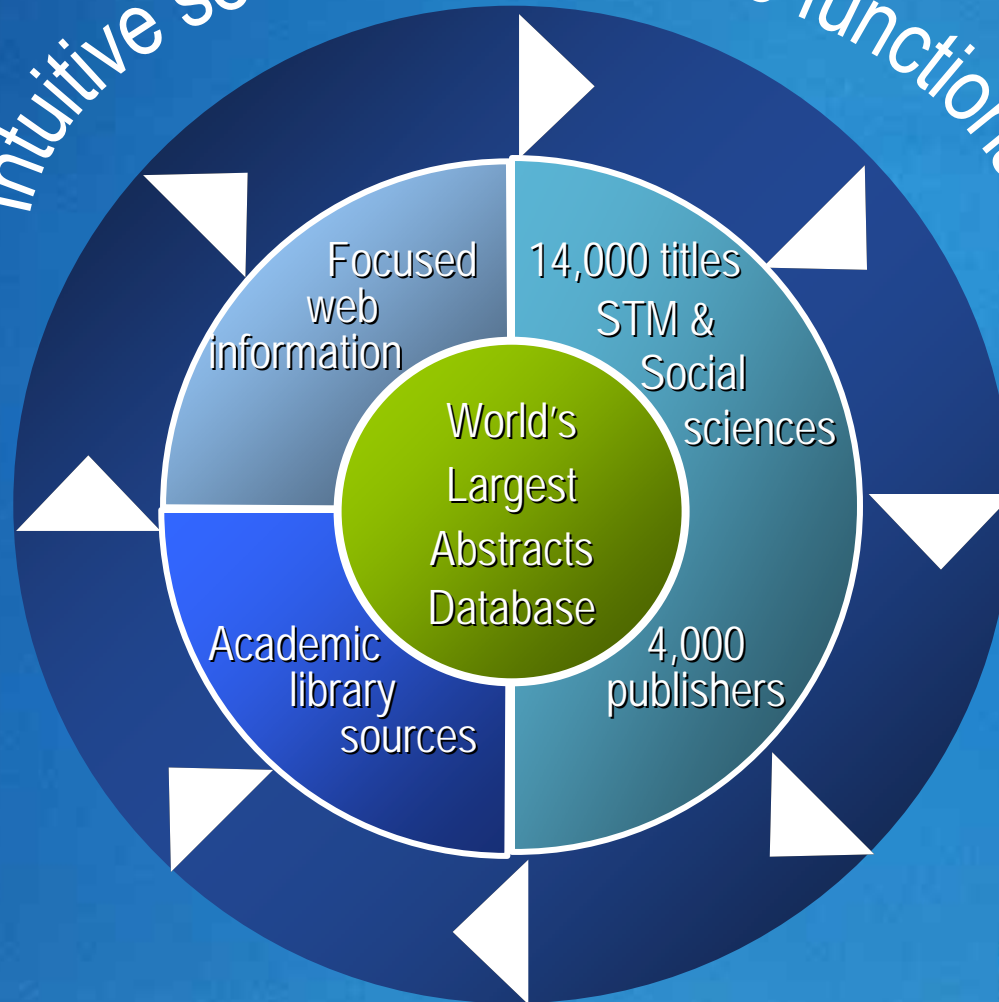 Intuitive
Focused
web
information
14,000 titles
STM &
Social
sciences
World's
Largest
Abstracts
Database
Academic
library
sources
4,000
publishers